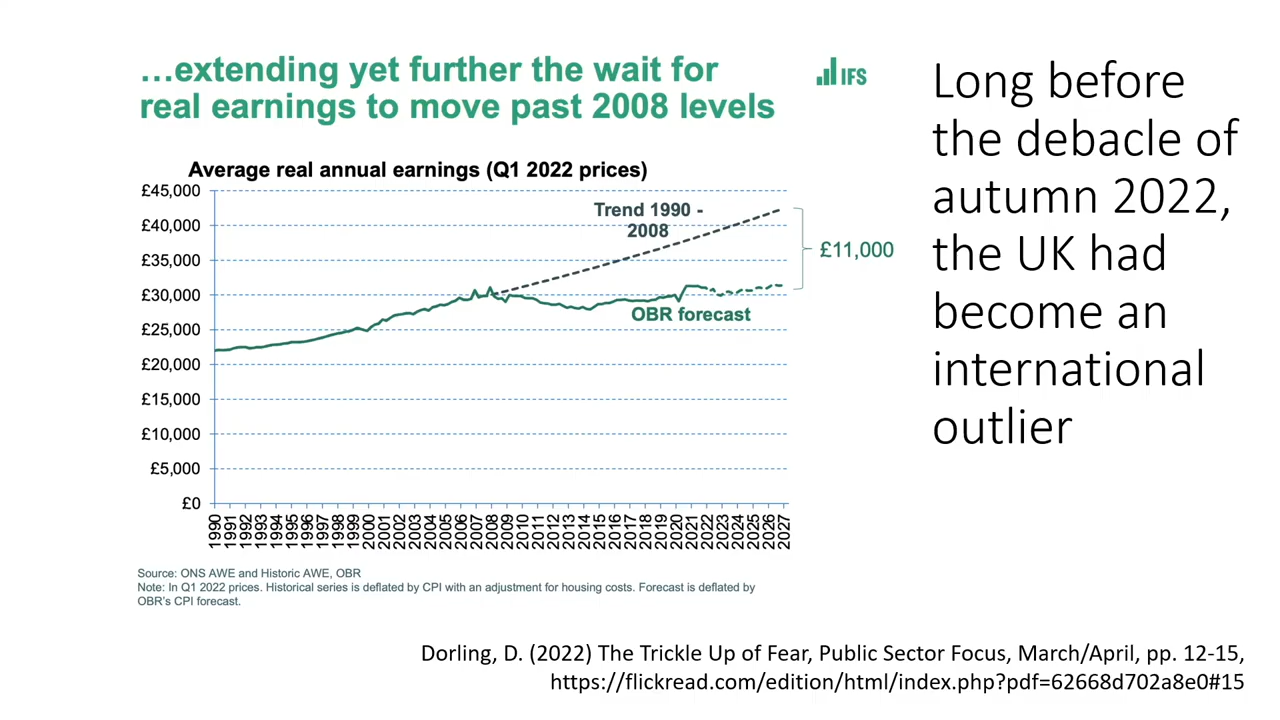 …extending yet further the wait for
real earnings to move past 2008 levels
IFS
Average real annual earnings (Q1 2022 prices)
£45,000
£40,000
£35,000
£30,000
£25,000
£20,000
£15,000
£10,000
£5,000
£0
Trend 1990 -
2008
£11,000
OBR forecast
1990
1991
1992
1993
1994
1995
1996
1997
1998
1999
2000
2001
2002
2003
2004
2005
2006
2007
2008
2009
2010
2011
2012
2013
2014
2015
2016
2017
2018
2019
2020
2021
2022
2023
2024
2025
2026
2027
Source: ONS AWE and Historic AWE, OBR
Note: In Q1 2022 prices. Historical series is deflated by CPI with an adjustment for housing costs. Forecast is deflated by
OBR's CPI forecast.
Long before
the debacle of
autumn 2022,
the UK had
become an
international
outlier
Dorling, D. (2022) The Trickle Up of Fear, Public Sector Focus, March/April, pp. 12-15,
https://flickread.com/edition/html/index.php?pdf=62668d702a8e0#15